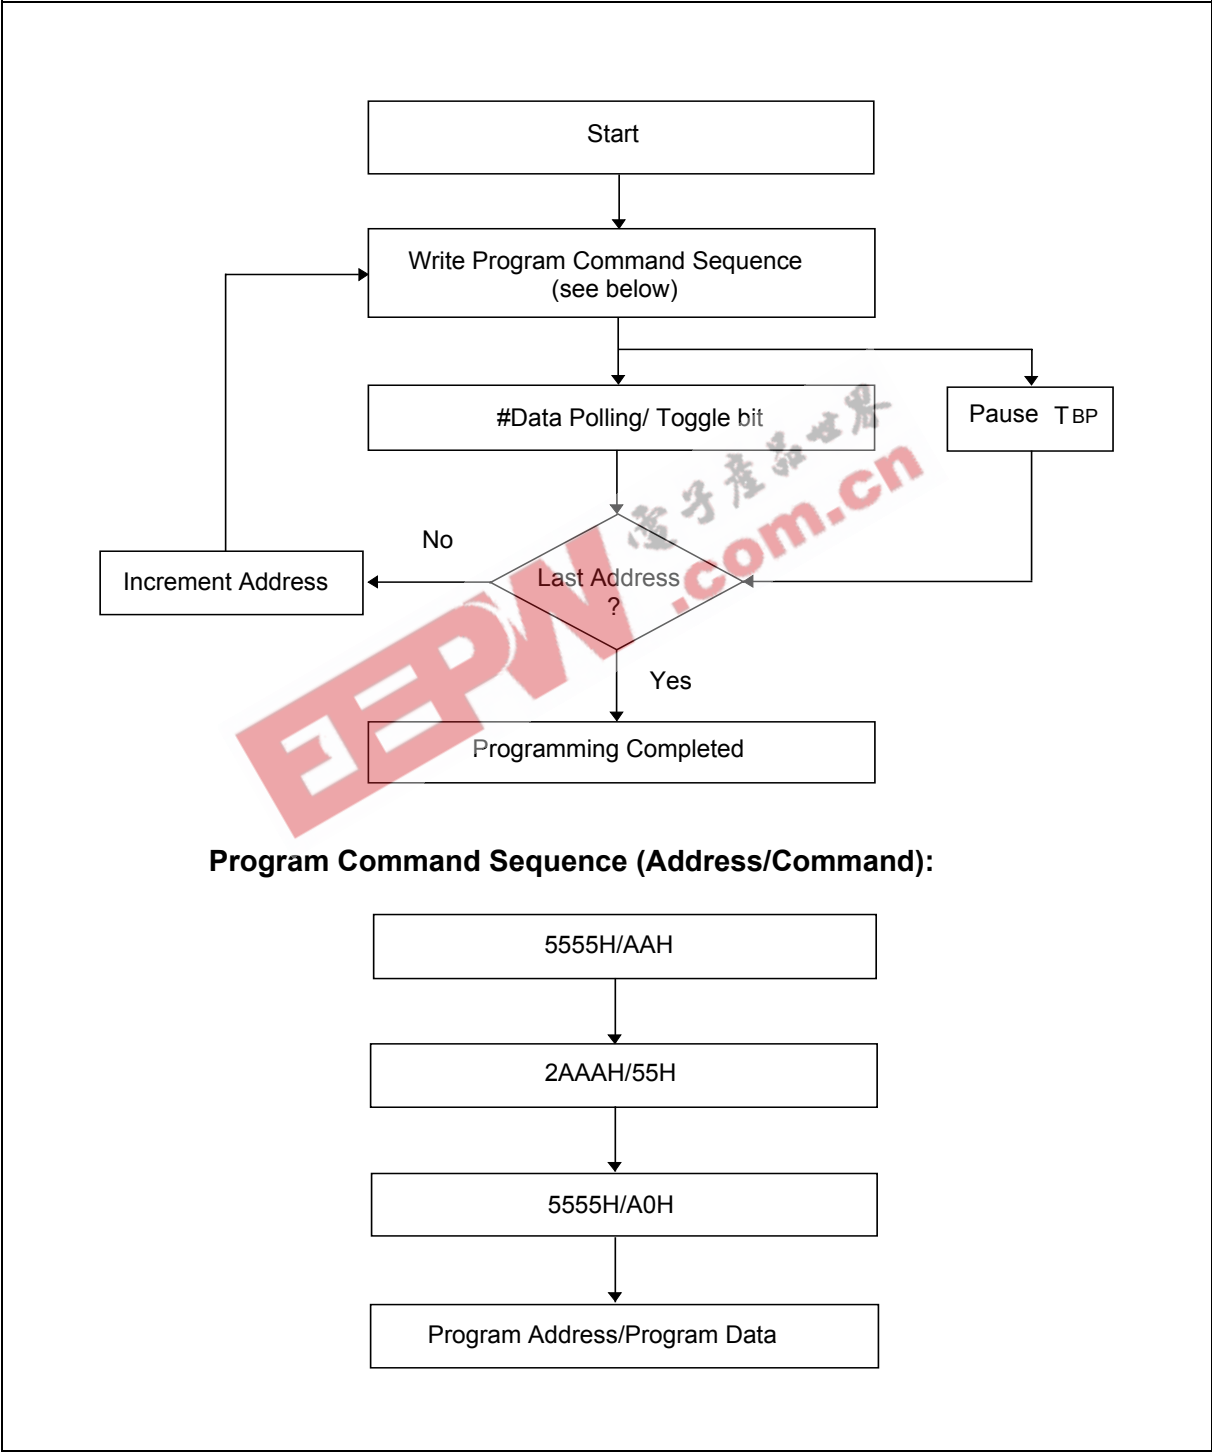 Start
Write Program Command Sequence
(see below)
#Data Polling/ Toggle bit
Pause TBP
電子產品世界
.com.cn
No
Increment Address
Last Address
?
EEPW
Yes
Programming Completed
Program Command Sequence (Address/Command):
5555H/AAH
2AAAH/55H
5555H/A0H
Program Address/Program Data